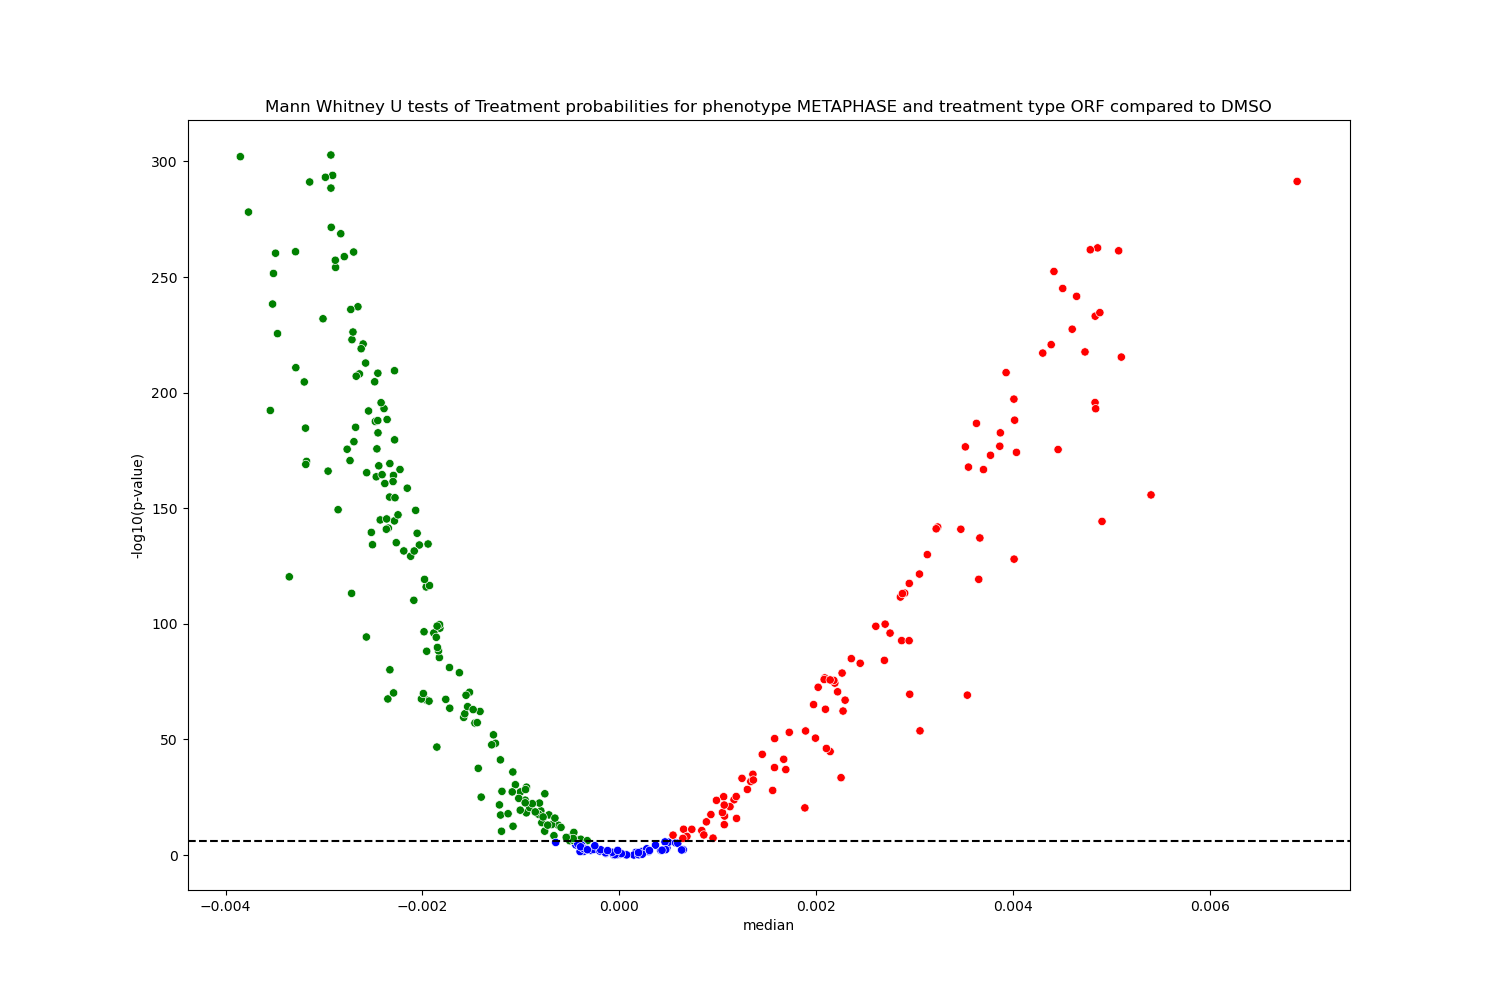 Mann Whitney U tests of Treatment probabilities for phenotype METAPHASE and treatment type ORF compared to DMSO
300
250
200
150
100
50
0
-log10(p-value)
−0.004 −0.002 0.000 0.002 0.004 0.006
median